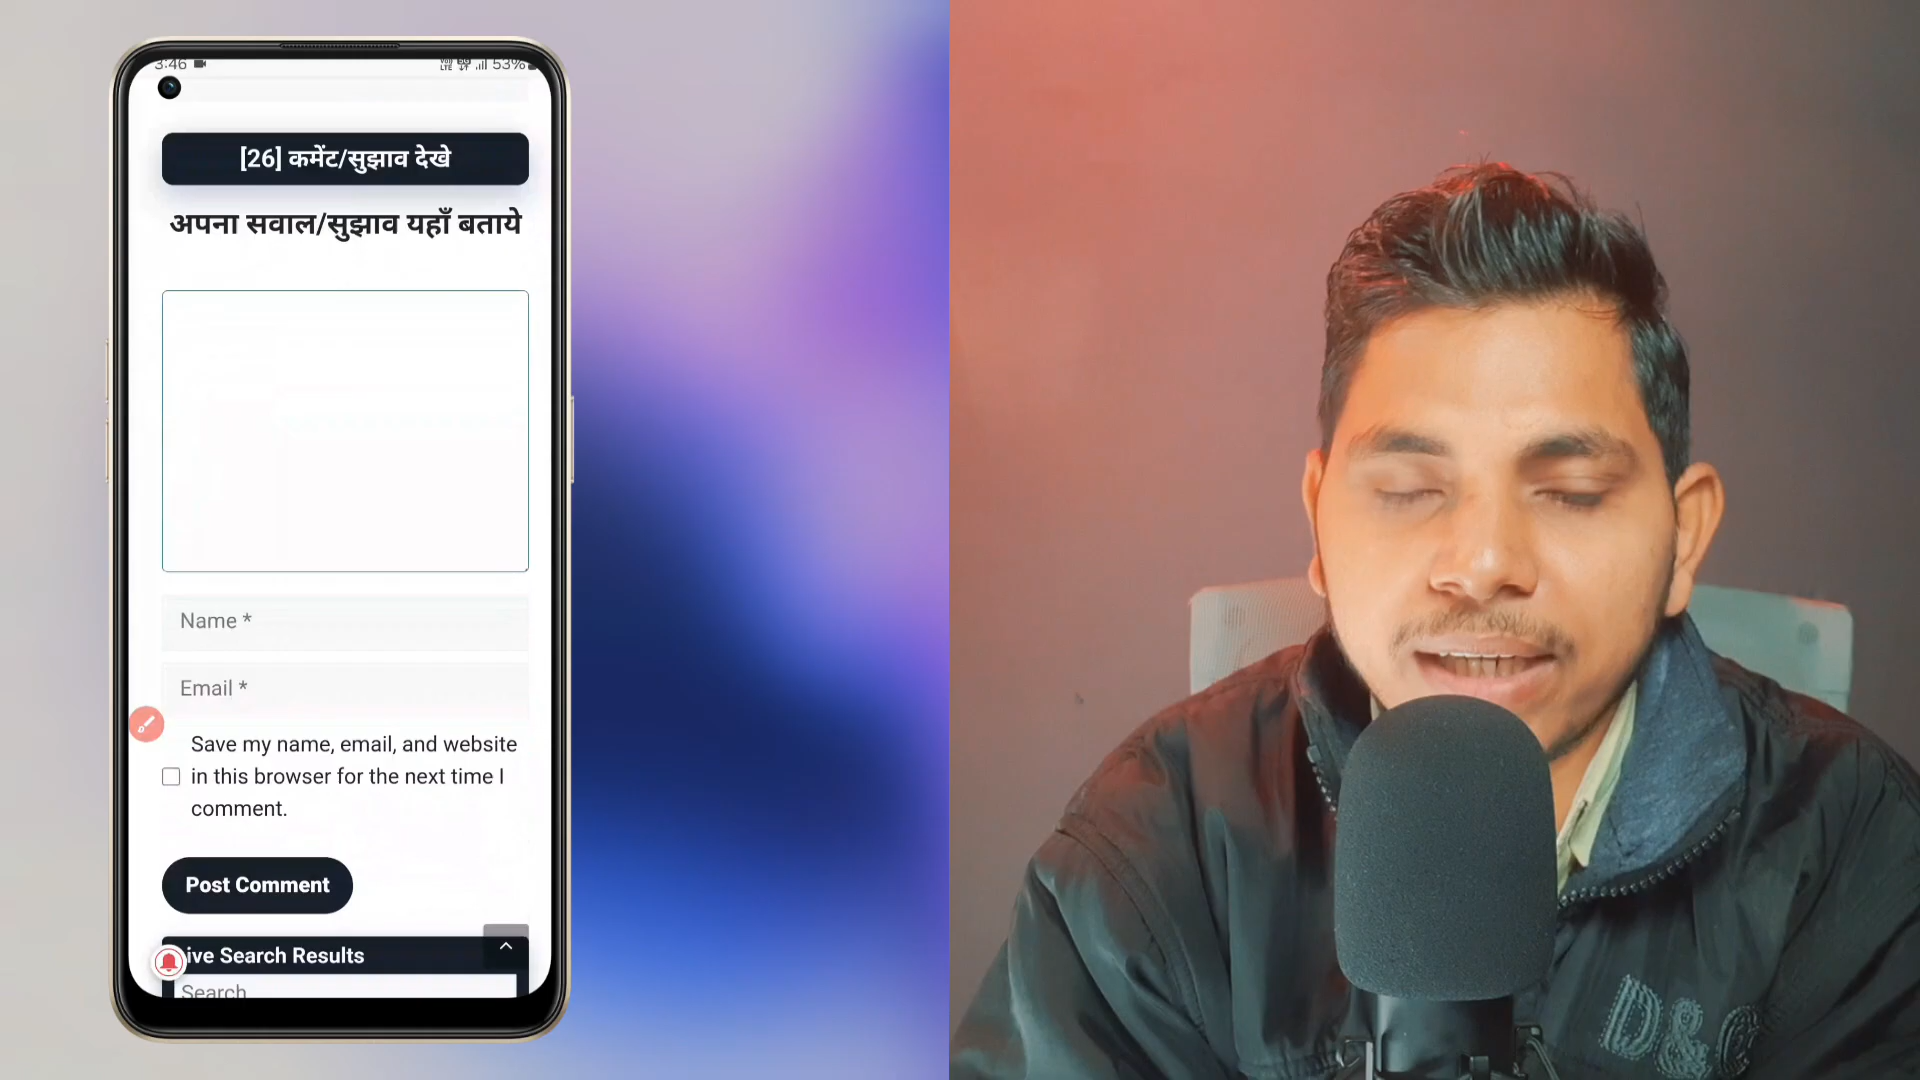 3:46
53%
[26] कमेंट/सुझाव देखे
अपना सवाल/सुझाव यहाँ बताये
Name *
Email *
Save my name, email, and website
in this browser for the next time I
comment.
Post Comment
ive Search Results
Search